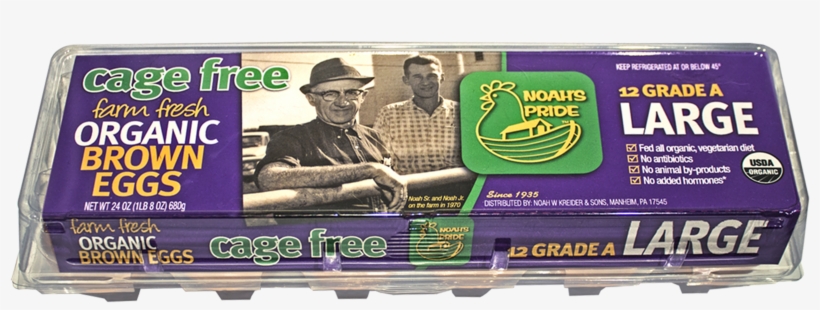 cage free
farm fresh
ORGANIC
BROWN
EGGS
NET WT 24 OZ (1LB 8 OZ) 680g
Noah Sr. and Noah Jr.
on the farm in 1970
NOAH'S
PRIDE
TM
Since 1935
DISTRIBUTED BY: NOAH W KREIDER & SONS, MANHEIM, PA 17545
KEEP REFRIGERATED AT OR BELOW 45°
12 GRADE A
LARGE
Fed all organic, vegetarian diet
No antibiotics
No animal by-products
No added hormones*
USDA
ORGANIC
farm fresh
ORGANIC
BROWN EGGS
cage free
NOAH'S
PRIDE
12 GRADE A LARGE